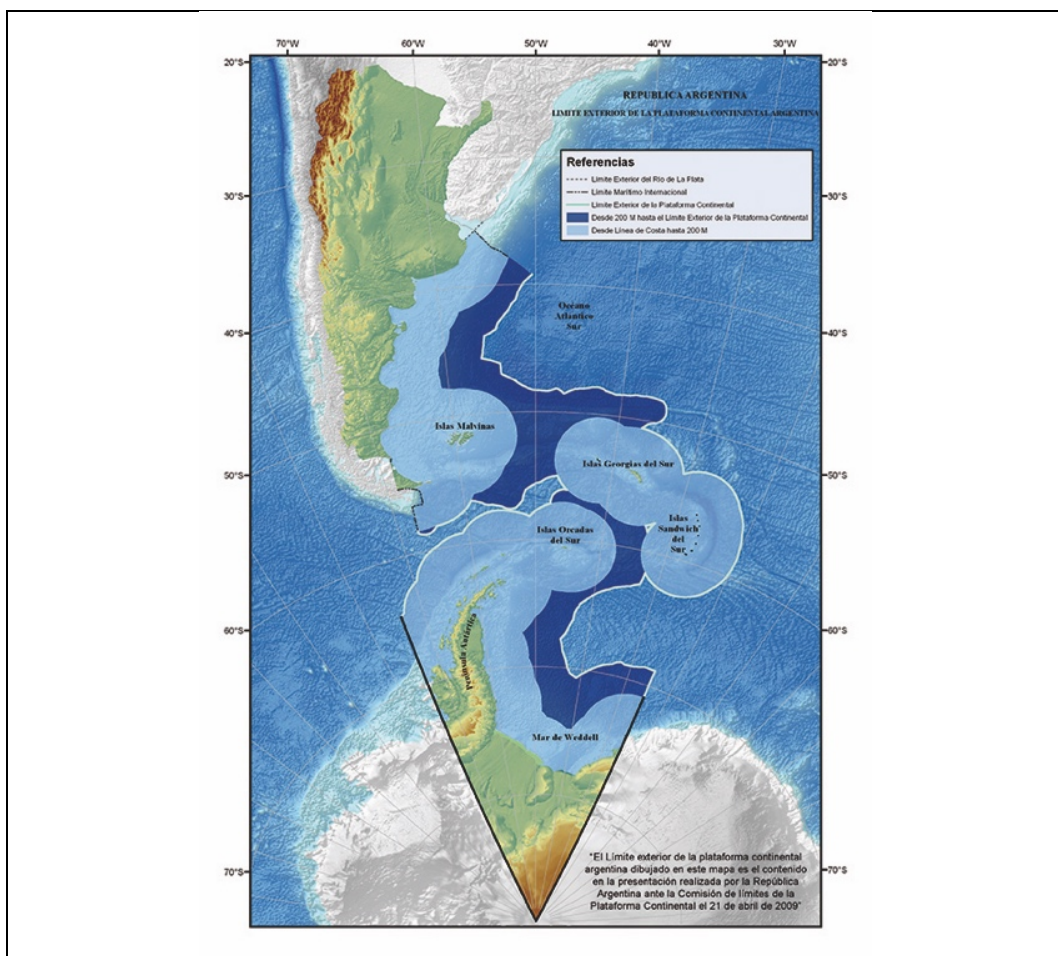 70°W
60°W
50°W
40°W
30°W
20°S
20°S
REPUBLICA ARGENTINA
LIMITE EXTERIOR DE LA PLATAFORMA CONTINENTAL ARGENTINA
Referencias
Límite Exterior del Río de La Plata
Límite Marítimo Internacional
Límite Exterior de la Plataforma Continental
Desde 200 M hasta el Límite Exterior de la Plataforma Continental
Desde Línea de Costa hasta 200 M
30°S
30°S
Océano
Atlántico
Sur
40°S
40°S
Islas Malvinas
Islas Georgias del Sur
50°S
50°S
Islas Orcadas
del Sur
Islas
Sandwich
del
Sur
60°S
60°S
Península Antártica
Mar de Weddell
70°S
70°S
"El Límite exterior de la plataforma continental
argentina dibujado en este mapa es el contenido
en la presentación realizada por la República
Argentina ante la Comisión de límites de la
Plataforma Continental el 21 de abril de 2009"